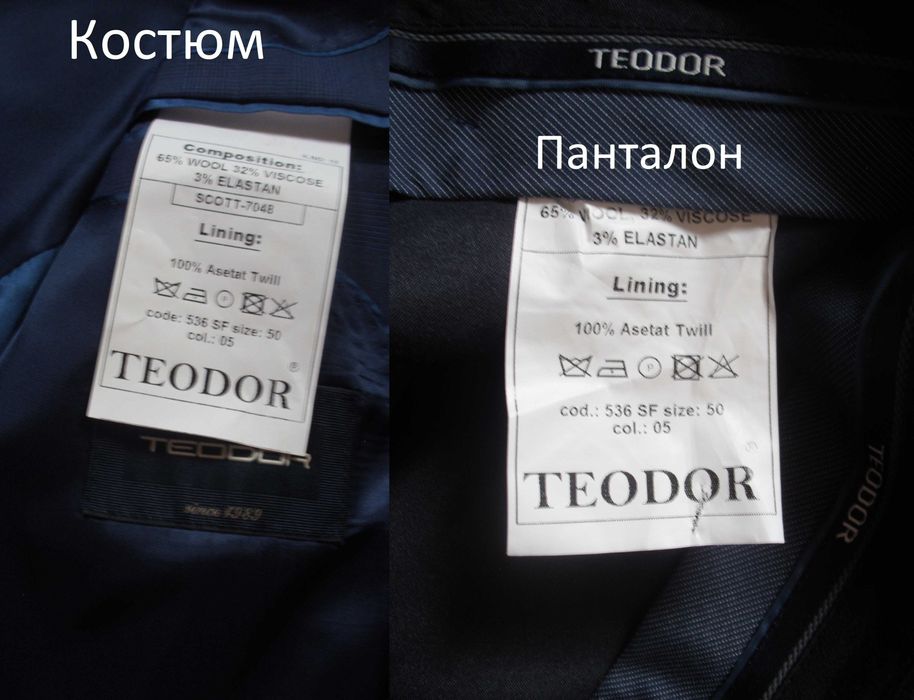 Костюм
Composition:
65% WOOL 32% VISCOSE
3% ELASTAN
SCOTT-7048
Lining:
100% Asetat Twill
P
code: 536 SF size: 50
col.: 05
TEODOR®
TEODOR
since 1989
TEODOR
Панталон
65% WOOL, 32% VISCOSE
3% ELASTAN
Lining:
100% Asetat Twill
P
cod.: 536 SF size: 50
col.: 05
TEODOR®
TEODOR